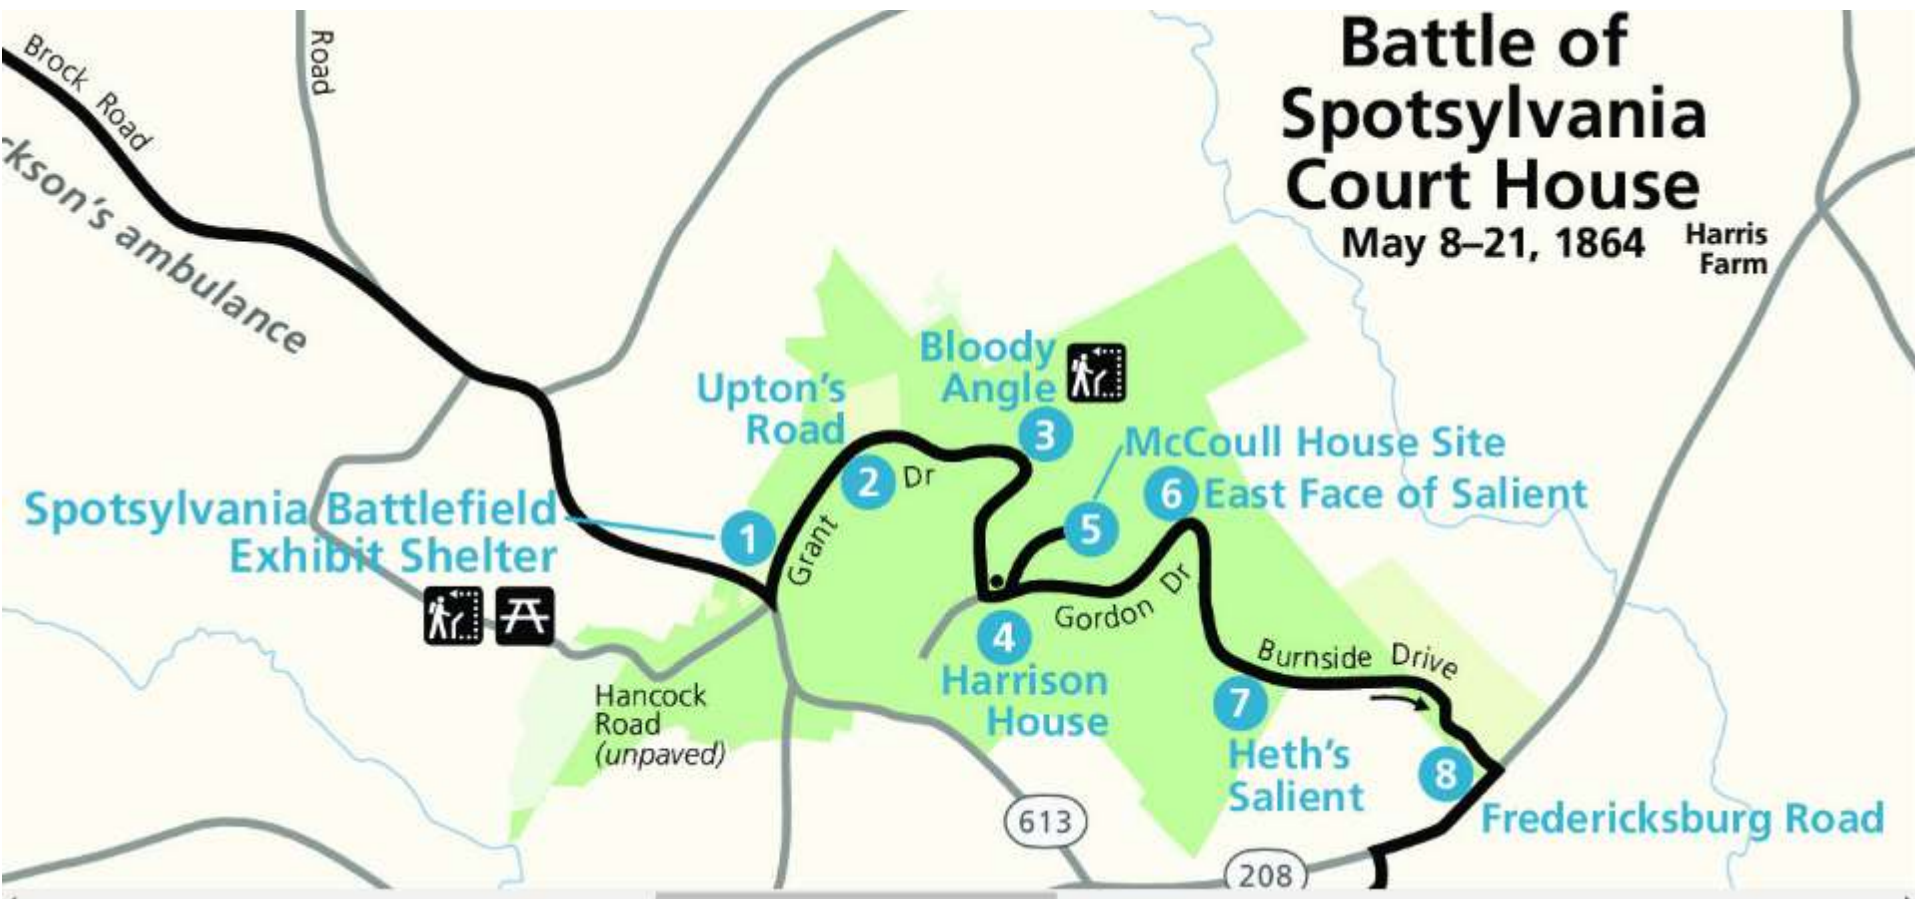 Battle of
Spotsylvania
Court House
May 8–21, 1864
Harris
Farm
Brock Road
Road
ckson's ambulance
Bloody
Angle
Upton's
Road
3
McCoull House Site
2
Dr
6
East Face of Salient
Spotsylvania Battlefield
Exhibit Shelter
1
5
Grant
Gordon Dr
4
Harrison
House
Burnside Drive
Hancock
Road
(unpaved)
7
Heth's
Salient
8
Fredericksburg Road
613
208